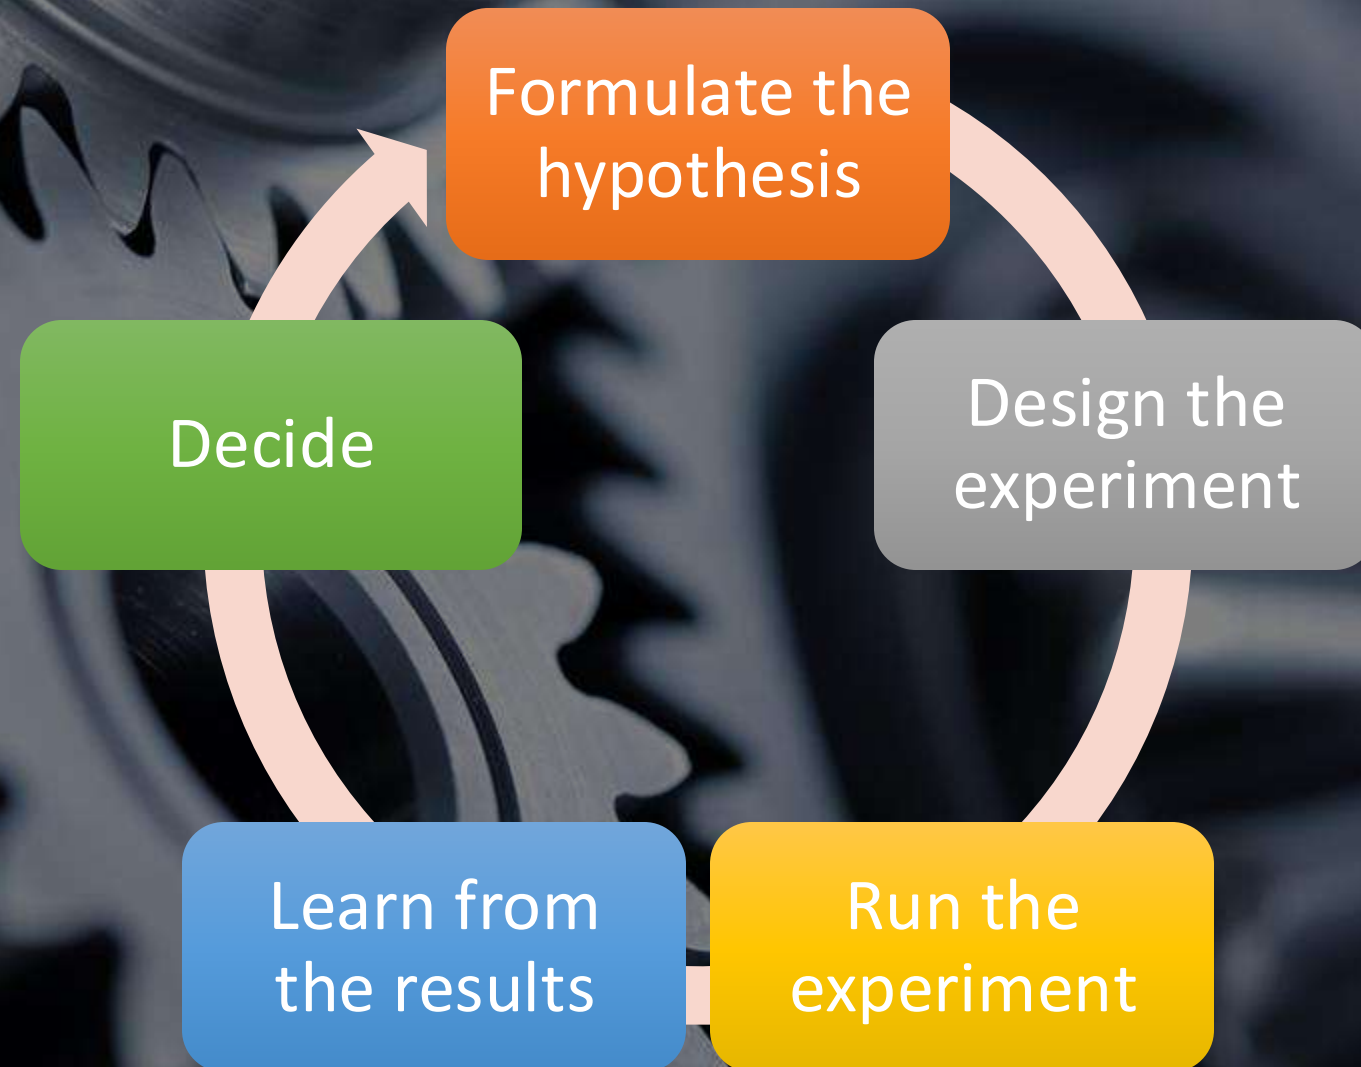 Formulate the
hypothesis
Design the
experiment
Run the
experiment
Learn from
the results
Decide